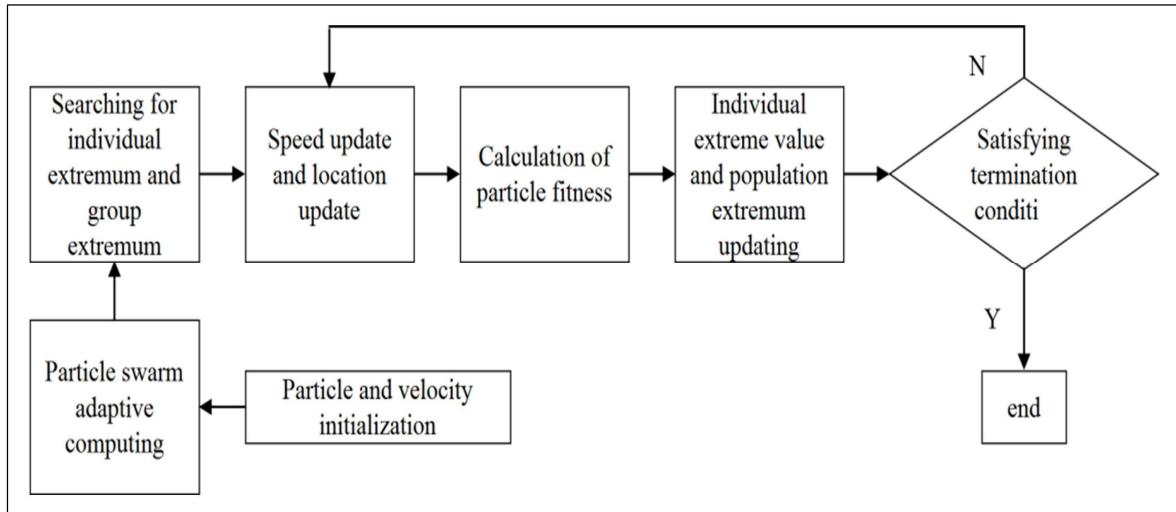 Searching for
individual
extremum and
group
extremum
Speed update
and location
update
Calculation of
particle fitness
Individual
extreme value
and population
extremum
updating
N
Satisfying
termination
conditi
Y
Particle swarm
adaptive
computing
Particle and velocity
initialization
end